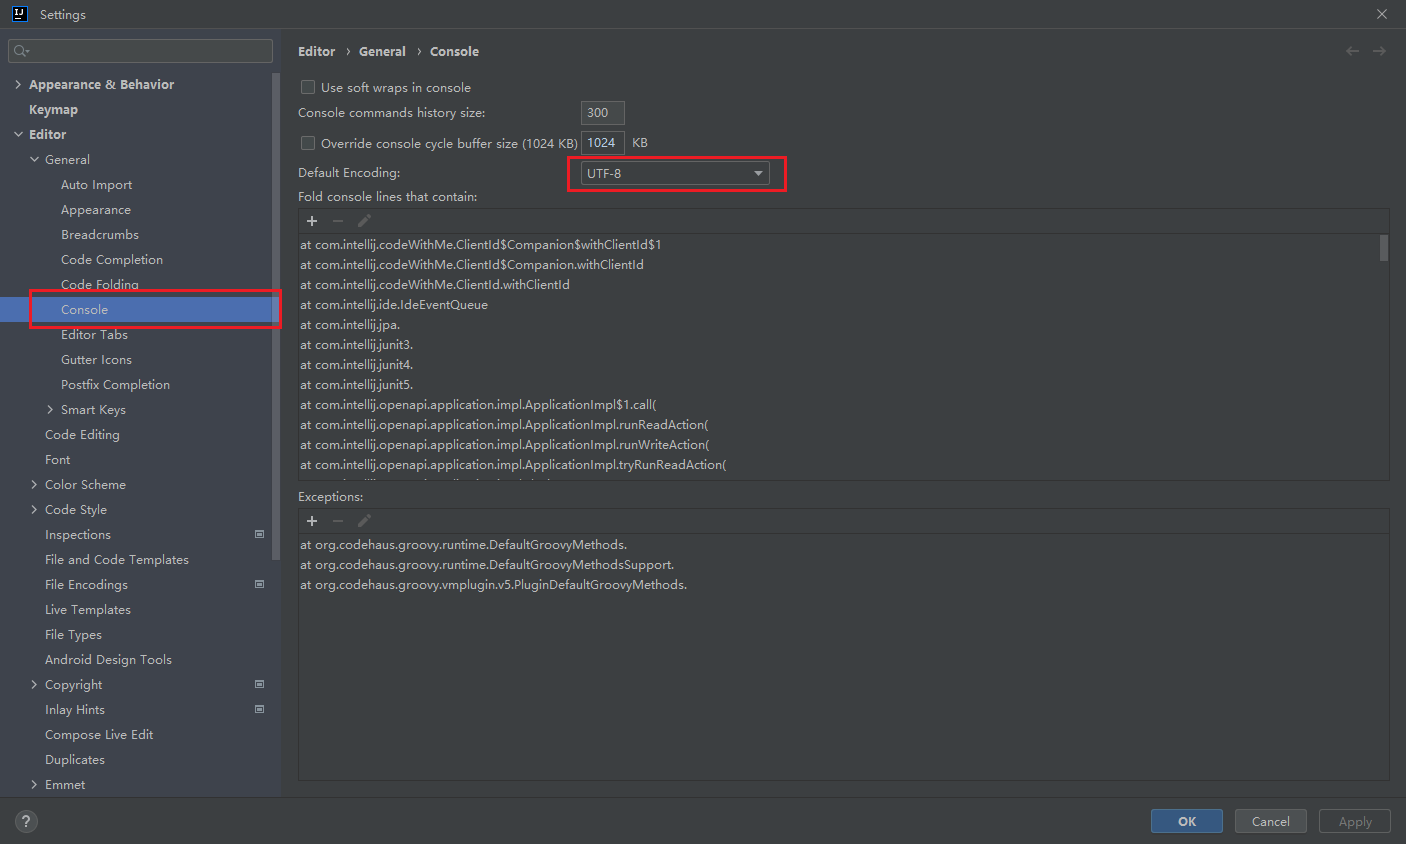 Settings
Appearance & Behavior
Keymap
Editor
General
Auto Import
Appearance
Breadcrumbs
Code Completion
Code Folding
Console
Editor Tabs
Gutter Icons
Postfix Completion
Smart Keys
Code Editing
Font
Color Scheme
Code Style
Inspections
File and Code Templates
File Encodings
Live Templates
File Types
Android Design Tools
Copyright
Inlay Hints
Compose Live Edit
Duplicates
Emmet
Editor › General › Console
Use soft wraps in console
Console commands history size: 300
Override console cycle buffer size (1024 KB) 1024 KB
Default Encoding: UTF-8
Fold console lines that contain:
at com.intellij.codeWithMe.ClientId$Companion$withClientId$1
at com.intellij.codeWithMe.ClientId$Companion.withClientId
at com.intellij.codeWithMe.ClientId.withClientId
at com.intellij.ide.IdeEventQueue
at com.intellij.jpa.
at com.intellij.junit3.
at com.intellij.junit4.
at com.intellij.junit5.
at com.intellij.openapi.application.impl.ApplicationImpl$1.call(
at com.intellij.openapi.application.impl.ApplicationImpl.runReadAction(
at com.intellij.openapi.application.impl.ApplicationImpl.runWriteAction(
at com.intellij.openapi.application.impl.ApplicationImpl.tryRunReadAction(
Exceptions:
at org.codehaus.groovy.runtime.DefaultGroovyMethods.
at org.codehaus.groovy.runtime.DefaultGroovyMethodsSupport.
at org.codehaus.groovy.vmplugin.v5.PluginDefaultGroovyMethods.
?
OK
Cancel
Apply